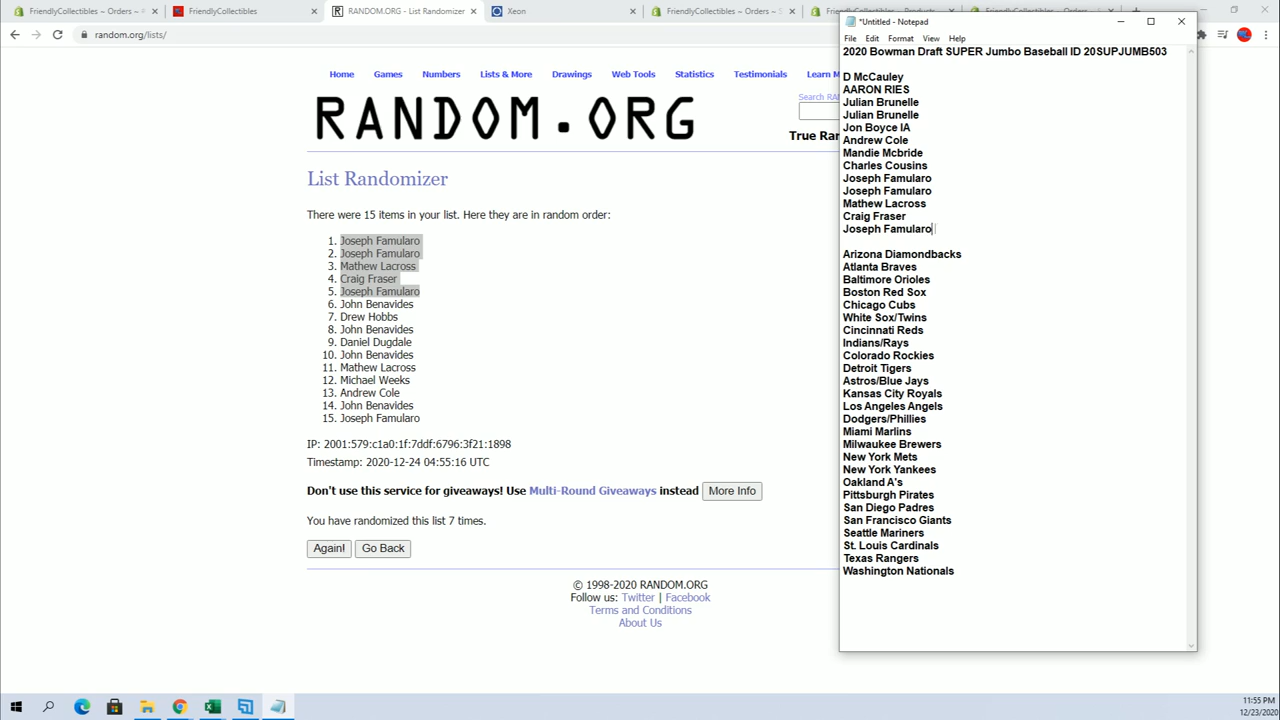 FriendlyCollectibles ~ Orders ~ 
FriendlyCollectibles
RANDOM.ORG - List Randomizer
Xeon
FriendlyCollectibles ~ Orders ~ 
FriendlyCollectibles ~ Products
FriendlyCollectibles ~ Orders
random.org/lists/
Home
Games
Numbers
Lists & More
Drawings
Web Tools
Statistics
Testimonials
Learn M
RANDOM.ORG
Search RA
True Ran
List Randomizer
There were 15 items in your list. Here they are in random order:
1. Joseph Famularo
2. Joseph Famularo
3. Mathew Lacross
4. Craig Fraser
5. Joseph Famularo
6. John Benavides
7. Drew Hobbs
8. John Benavides
9. Daniel Dugdale
10. John Benavides
11. Mathew Lacross
12. Michael Weeks
13. Andrew Cole
14. John Benavides
15. Joseph Famularo
IP: 2001:579:c1a0:1f:7ddf:6796:3f21:1898
Timestamp: 2020-12-24 04:55:16 UTC
Don't use this service for giveaways! Use Multi-Round Giveaways instead More Info
You have randomized this list 7 times.
Again! Go Back
© 1998-2020 RANDOM.ORG
Follow us: Twitter | Facebook
Terms and Conditions
About Us
*Untitled - Notepad
File Edit Format View Help
2020 Bowman Draft SUPER Jumbo Baseball ID 20SUPJUMB503
D McCauley
AARON RIES
Julian Brunelle
Julian Brunelle
Jon Boyce IA
Andrew Cole
Mandie Mcbride
Charles Cousins
Joseph Famularo
Joseph Famularo
Mathew Lacross
Craig Fraser
Joseph Famularo
Arizona Diamondbacks
Atlanta Braves
Baltimore Orioles
Boston Red Sox
Chicago Cubs
White Sox/Twins
Cincinnati Reds
Indians/Rays
Colorado Rockies
Detroit Tigers
Astros/Blue Jays
Kansas City Royals
Los Angeles Angels
Dodgers/Phillies
Miami Marlins
Milwaukee Brewers
New York Mets
New York Yankees
Oakland A's
Pittsburgh Pirates
San Diego Padres
San Francisco Giants
Seattle Mariners
St. Louis Cardinals
Texas Rangers
Washington Nationals
11:55 PM
12/23/2020